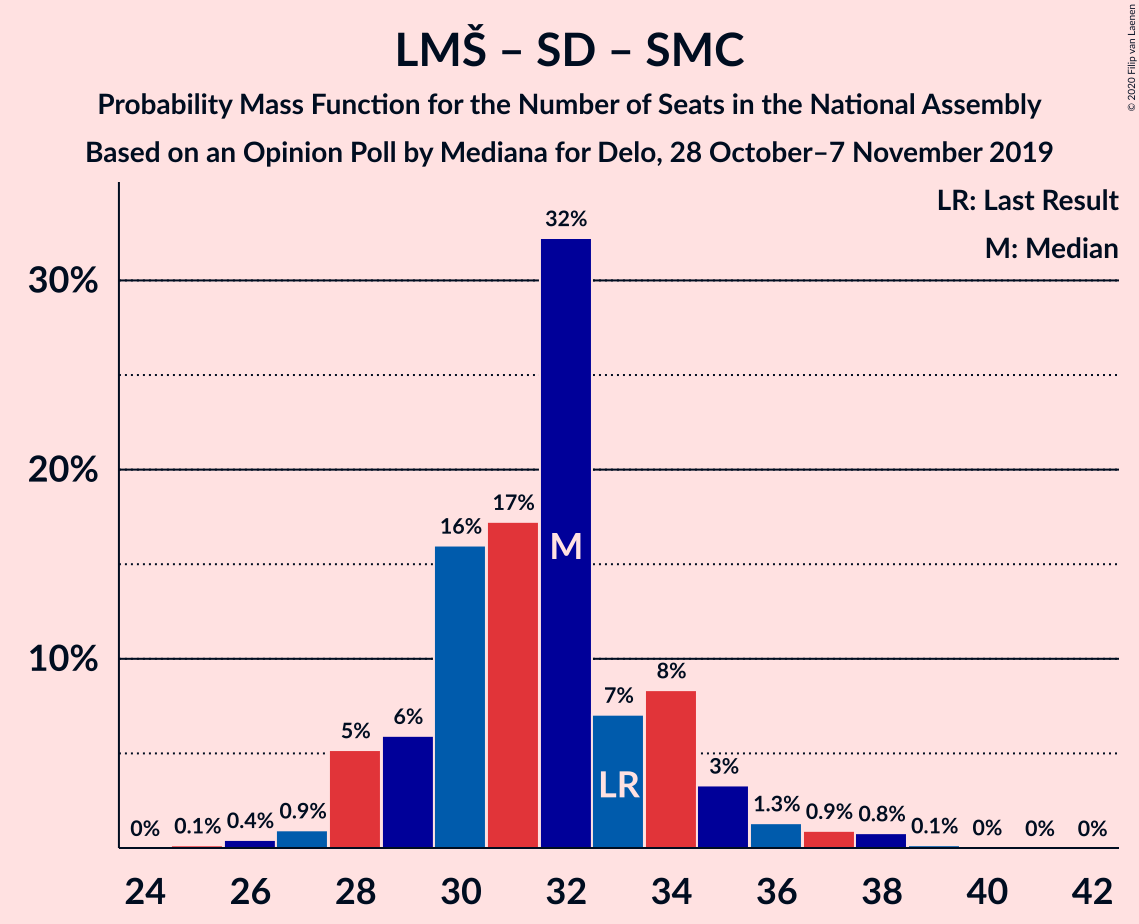 LMŠ – SD – SMC
Probability Mass Function for the Number of Seats in the National Assembly
Based on an Opinion Poll by Mediana for Delo, 28 October–7 November 2019
© 2020 Filip van Laenen
LR: Last Result
M: Median
30%
20%
10%
0%
0.1%
0.4%
0.9%
5%
6%
16%
17%
32%
7%
8%
3%
1.3%
0.9%
0.8%
0.1%
0%
0%
0%
M
LR
24 26 28 30 32 34 36 38 40 42